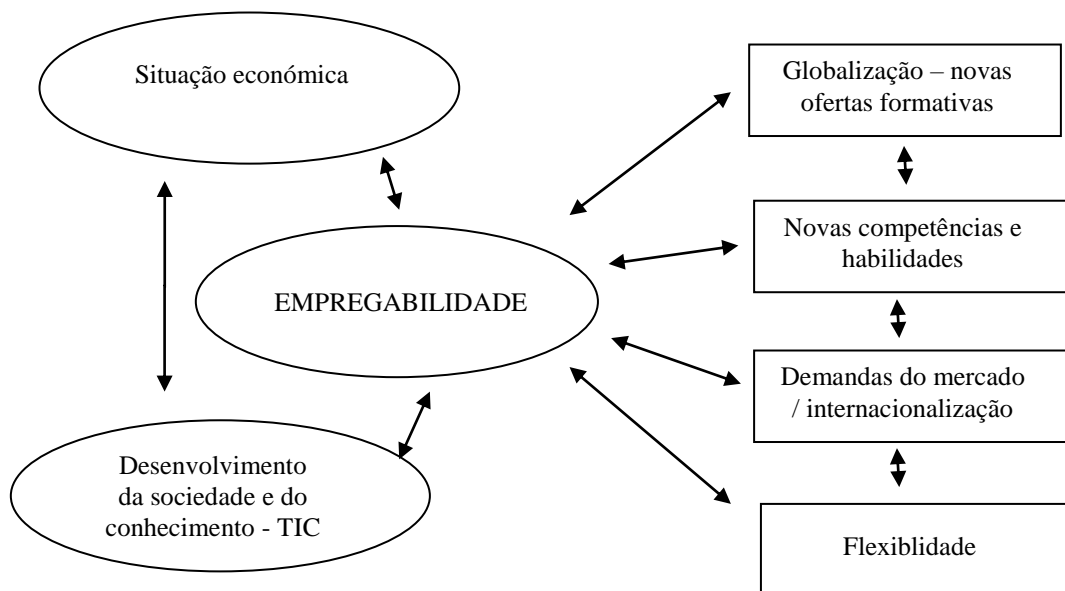 Situação económica
Globalização – novas
ofertas formativas
Novas competências e
habilidades
EMPREGABILIDADE
Demandas do mercado
/ internacionalização
Desenvolvimento
da sociedade e do
conhecimento - TIC
Flexiblidade